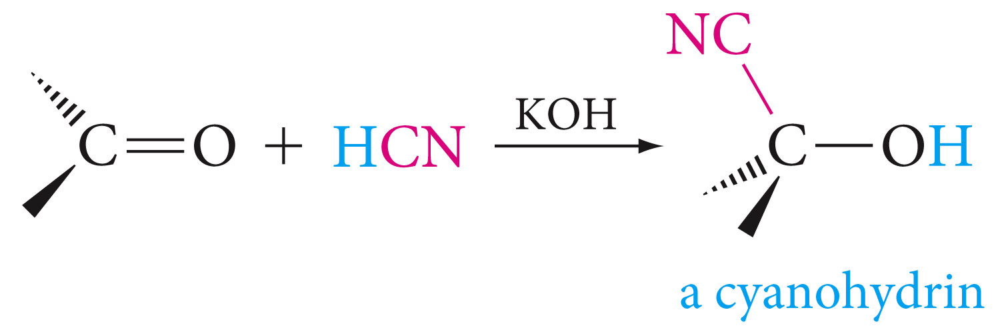 NC
KOH
C=O + HCN → C—OH
a cyanohydrin